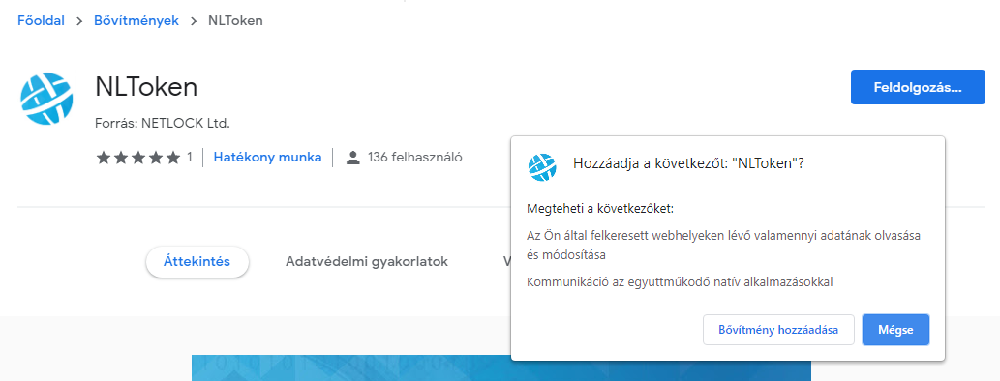 Főoldal > Bővítmények > NLToken
NLToken
Feldolgozás...
Forrás: NETLOCK Ltd.
★★★★★ 1 | Hatékony munka | 136 felhasználó
Hozzáadja a következőt: "NLToken"?
Megteheti a következőket:
Az Ön által felkeresett webhelyeken lévő valamennyi adatának olvasása
és módosítása
Kommunikáció az együttműködő natív alkalmazásokkal
Bővítmény hozzáadása Mégse
Áttekintés Adatvédelmi gyakorlatok